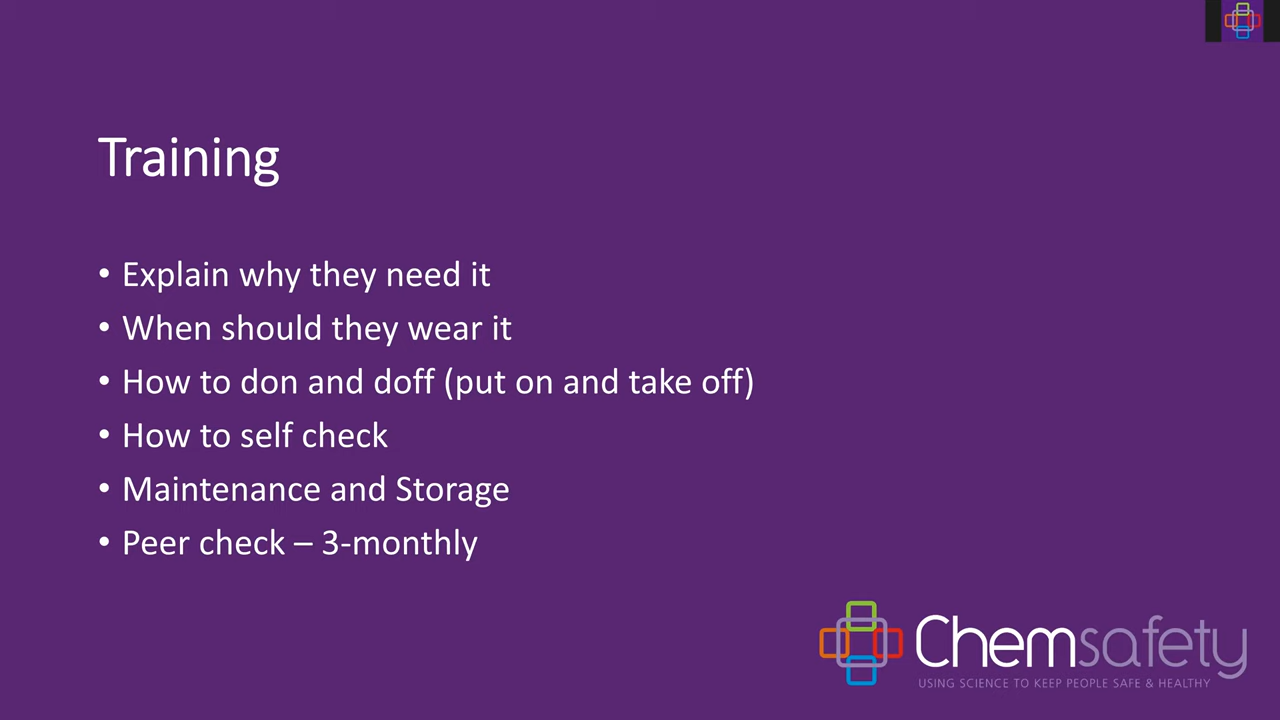 Training
• Explain why they need it
• When should they wear it
• How to don and doff (put on and take off)
• How to self check
• Maintenance and Storage
• Peer check – 3-monthly
Chemsafety
USING SCIENCE TO KEEP PEOPLE SAFE & HEALTHY